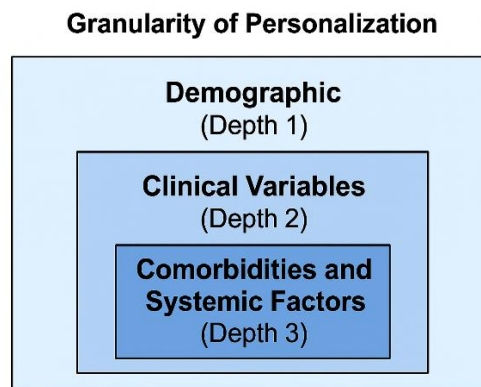 Granularity of Personalization
Demographic
(Depth 1)
Clinical Variables
(Depth 2)
Comorbidities and
Systemic Factors
(Depth 3)